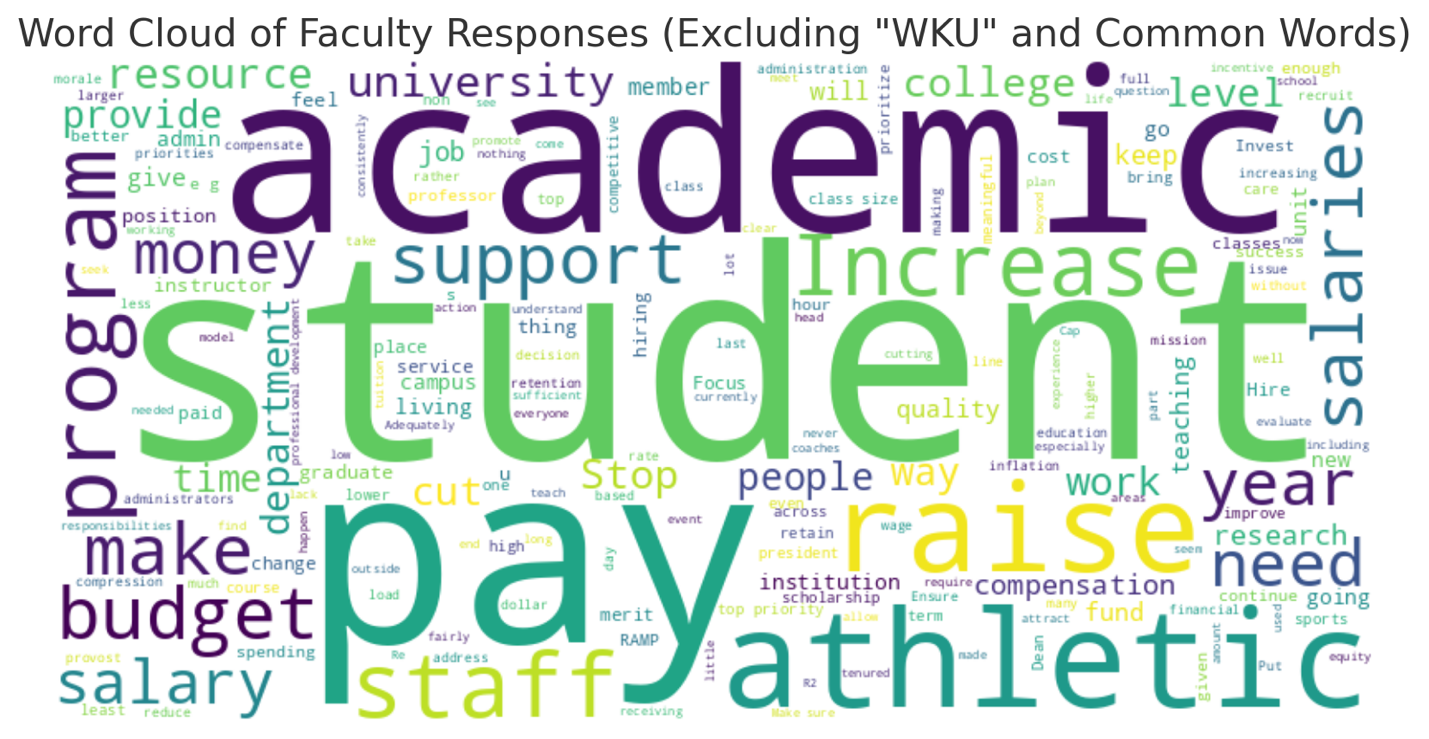 Word Cloud of Faculty Responses (Excluding "WKU" and Common Words)
morale
resource
university
member
administration
meet
will
prioritize
college
full
question
life
level
incentive
enough
school
recruit
larger
feel
non
see
provide
better
admin
compensate
priorities
give
e g
consistently
academic
job
promote
nothing
come
rather
professor
top
competitive
class
class size
making
meaningful
cost
plan
beyond
go
keep
bring
Invest
increasing
care
unit
salaries
program
position
working
money
take
support
lot
clear
Increase
classes
now
success
issue
without
seek
instructor
less
student
model
department
professional development
s
action
understand
thing
hiring
hour
head
place
decision
last
cutting
line
Cap
mission
tuition
service
campus
retention
sufficient
Focus
currently
experience
higher
well
Hire
living
everyone
Adequately
quality
part
teaching
evaluate
needed
paid
never
coaches
education
especially
including
new
low
time
graduate
lack
lower
cut
u
one
teach
Stop
rate
based
people
way
even
inflation
work
areas
year
improve
administrators
responsibilities
find
happen
make
change
pay
end
high
long
event
across
retain
president
raise
wage
seem
research
need
compression
much
course
outside
load
day
dollar
institution
scholarship
require
Ensure
compensation
continue
going
budget
spending
fairly
merit
RAMP
top priority
allow
term
many
attract
fund
financial
used
sports
provost
salary
Re
address
staff
little
athletic
tenured
R2
made
Dean
given
amount
Put
equity
least
reduce
receiving
Make sure